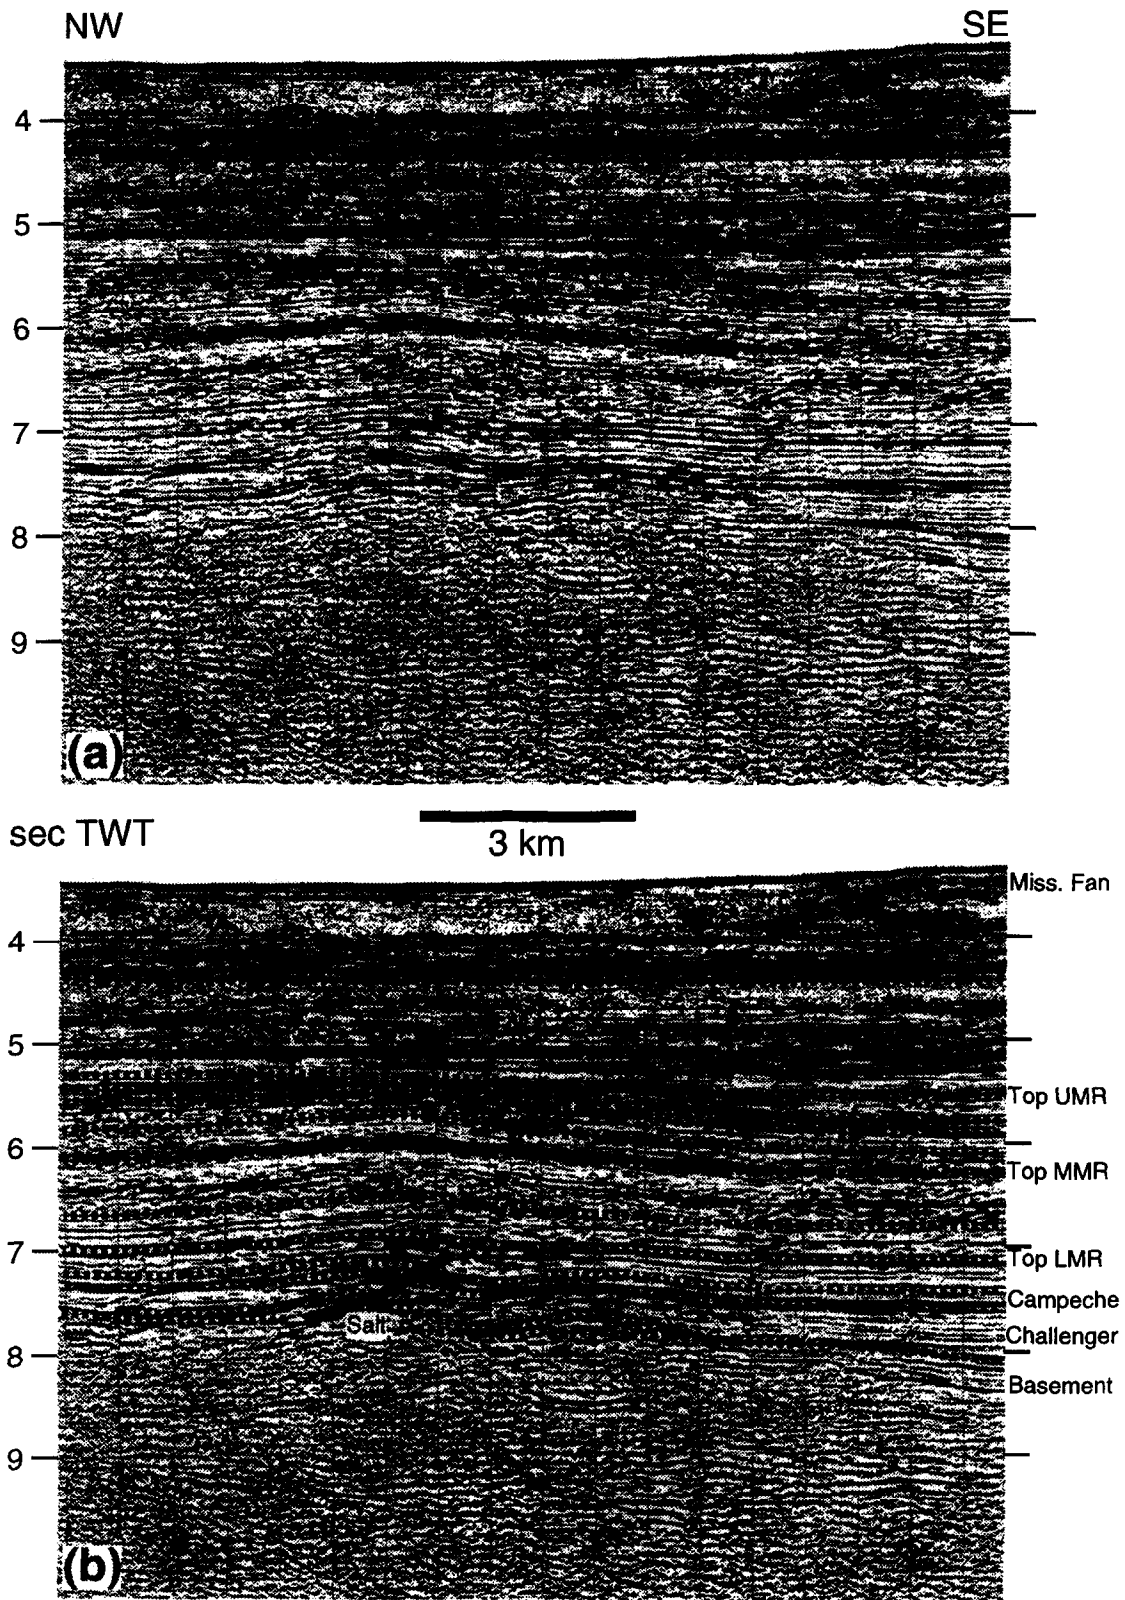 NW
SE
4
5
6
7
8
9
(a)
sec TWT
3 km
Miss. Fan
4
5
Top UMR
6
Top MMR
7
Top LMR
Campeche
Salt
Challenger
8
Basement
9
(b)